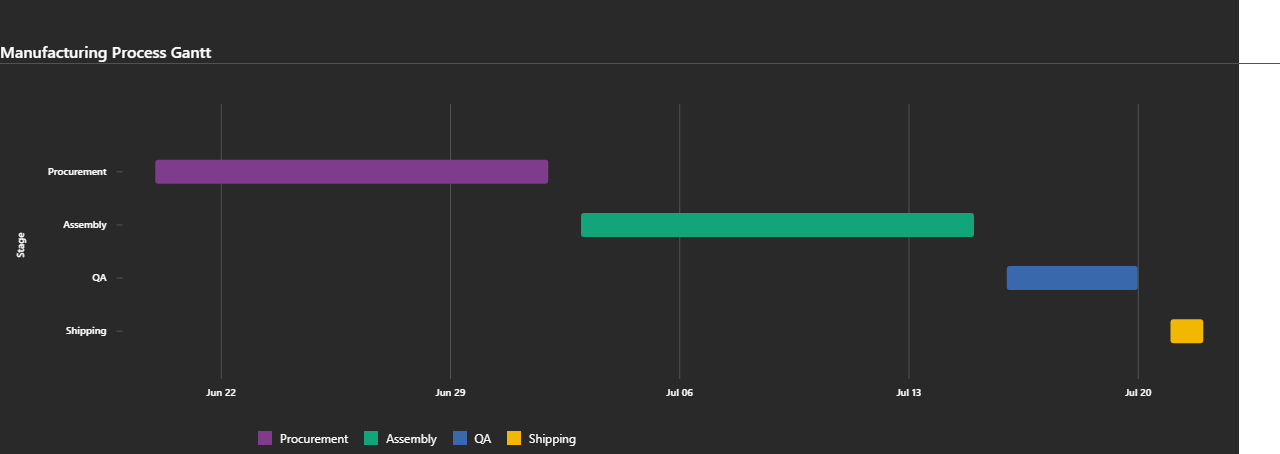 Manufacturing Process Gantt
Stage
Procurement
Assembly
QA
Shipping
Jun 22 Jun 29 Jul 06 Jul 13 Jul 20
Procurement Assembly QA Shipping